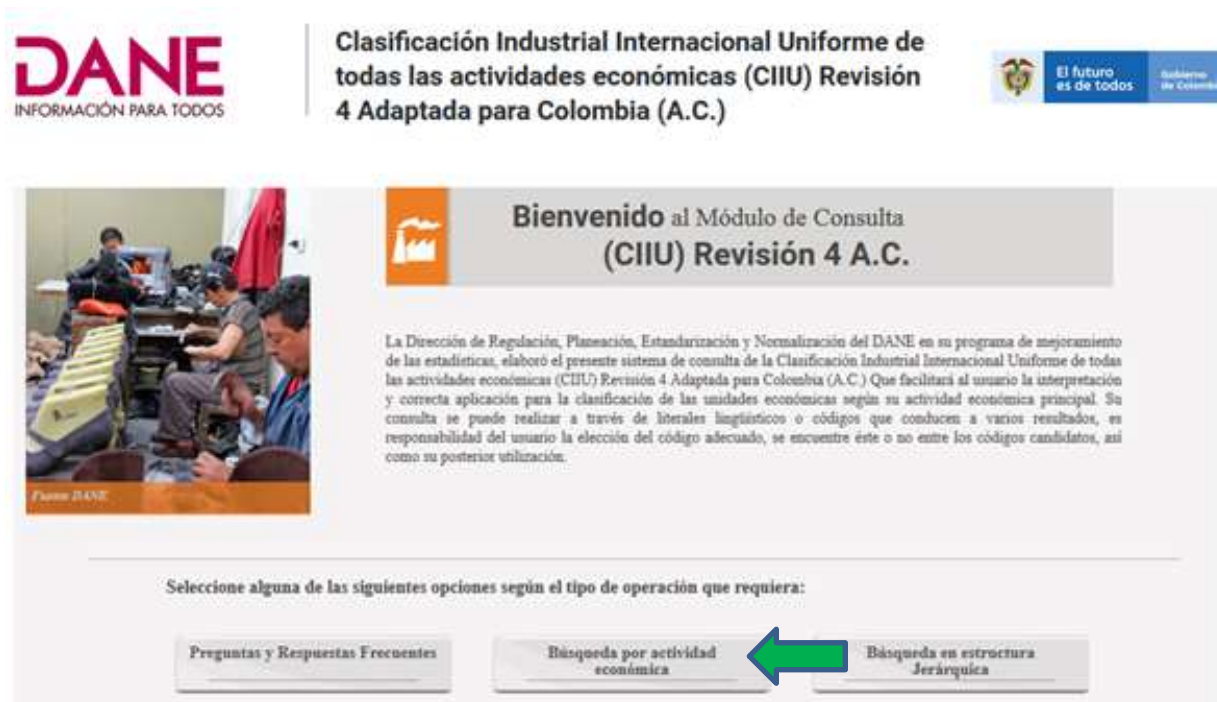 DANE
INFORMACIÓN PARA TODOS
Clasificación Industrial Internacional Uniforme de
todas las actividades económicas (CIIU) Revisión
4 Adaptada para Colombia (A.C.)
El futuro
es de todos
Gobierno
de Colombia
Bienvenido al Módulo de Consulta
(CIIU) Revisión 4 A.C.
La Dirección de Regulación, Planeación, Estandarización y Normalización del DANE en su programa de mejoramiento
de las estadísticas, elaboró el presente sistema de consulta de la Clasificación Industrial Internacional Uniforme de todas
las actividades económicas (CIIU) Revisión 4 Adaptada para Colombia (A.C.) Que facilitará al usuario la interpretación
y correcta aplicación para la clasificación de las unidades económicas según su actividad económica principal. Su
consulta se puede realizar a través de literales lingüísticos o códigos que conducen a varios resultados, es
responsabilidad del usuario la elección del código adecuado, se encuentre éste o no entre los códigos candidatos, así
como su posterior utilización.
Fuente DANE
Seleccione alguna de las siguientes opciones según el tipo de operación que requiera:
Preguntas y Respuestas Frecuentes
Búsqueda por actividad
económica
Búsqueda en estructura
Jerárquica